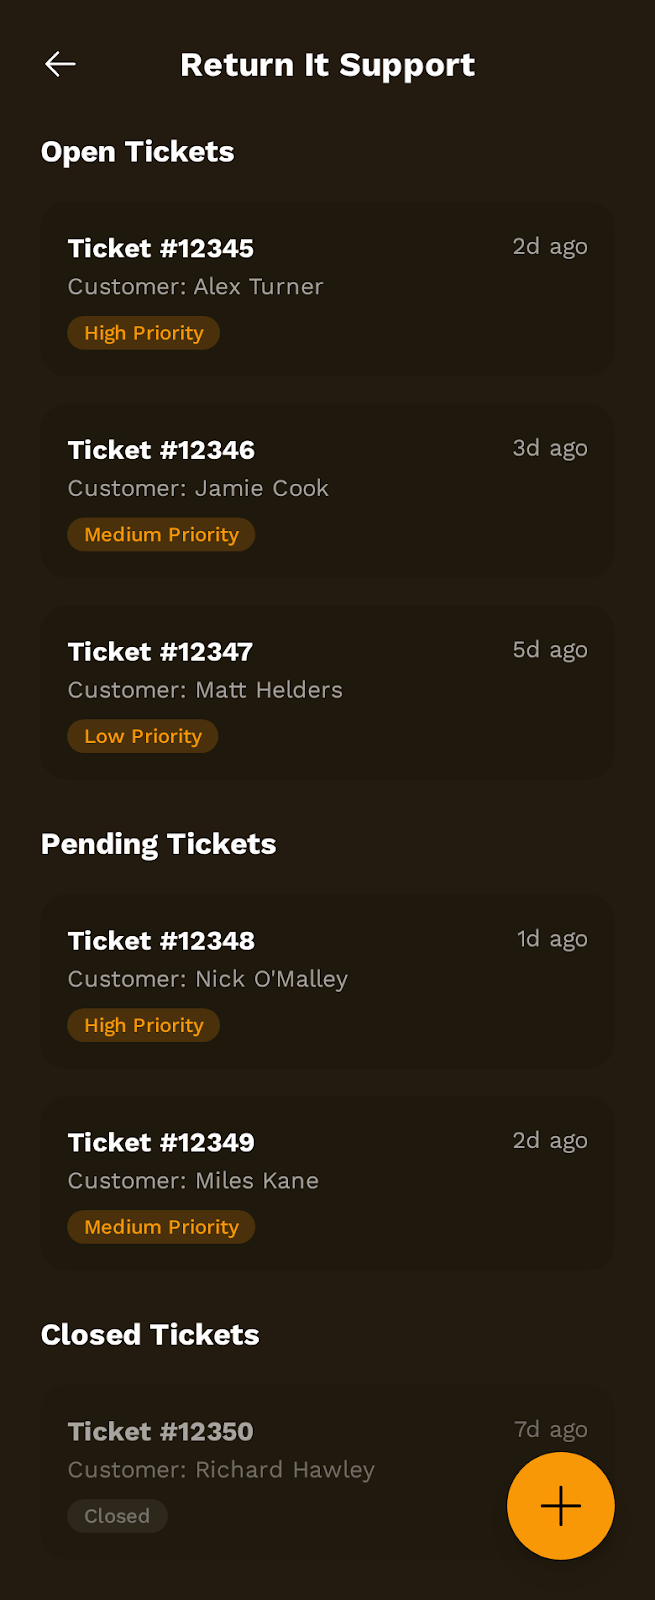 Return It Support
Open Tickets
Ticket #12345
2d ago
Customer: Alex Turner
High Priority
Ticket #12346
3d ago
Customer: Jamie Cook
Medium Priority
Ticket #12347
5d ago
Customer: Matt Helders
Low Priority
Pending Tickets
Ticket #12348
1d ago
Customer: Nick O'Malley
High Priority
Ticket #12349
2d ago
Customer: Miles Kane
Medium Priority
Closed Tickets
Ticket #12350
7d ago
Customer: Richard Hawley
Closed